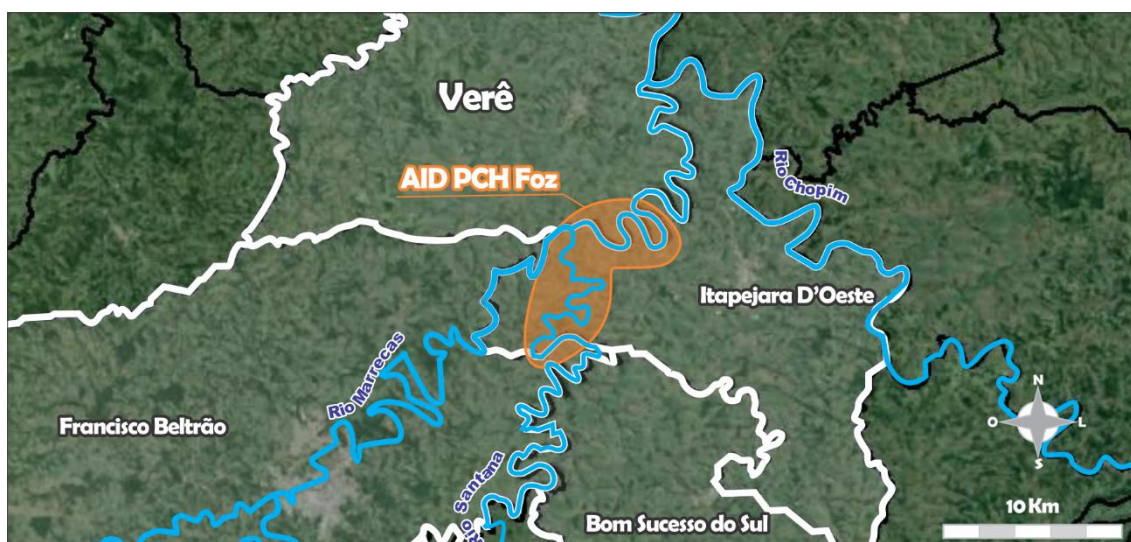 Verê
AID PCH Foz
Rio Chopim
Itapejara D'Oeste
Rio Marrecas
Francisco Beltrão
Santana
Bom Sucesso do Sul
N
O
L
S
10 Km